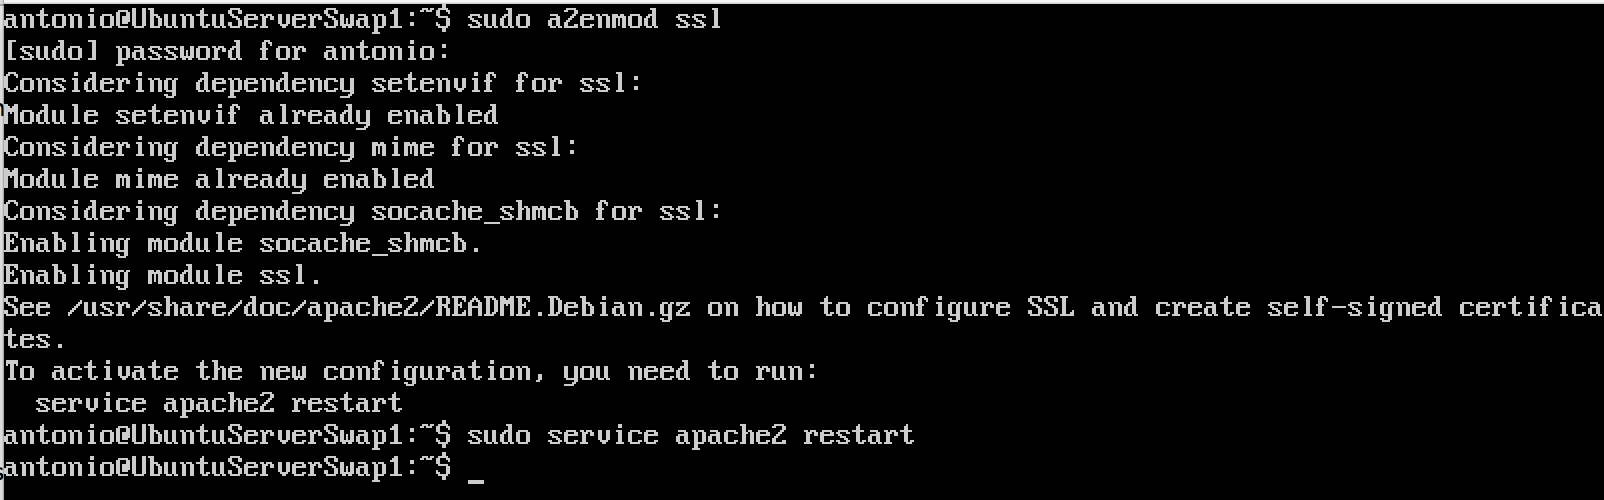 antonio@UbuntuServerSwap1:~$ sudo a2enmod ssl
[sudo] password for antonio:
Considering dependency setenvif for ssl:
Module setenvif already enabled
Considering dependency mime for ssl:
Module mime already enabled
Considering dependency socache_shmcb for ssl:
Enabling module socache_shmcb.
Enabling module ssl.
See /usr/share/doc/apache2/README.Debian.gz on how to configure SSL and create self-signed certifica
tes.
To activate the new configuration, you need to run:
  service apache2 restart
antonio@UbuntuServerSwap1:~$ sudo service apache2 restart
antonio@UbuntuServerSwap1:~$ _